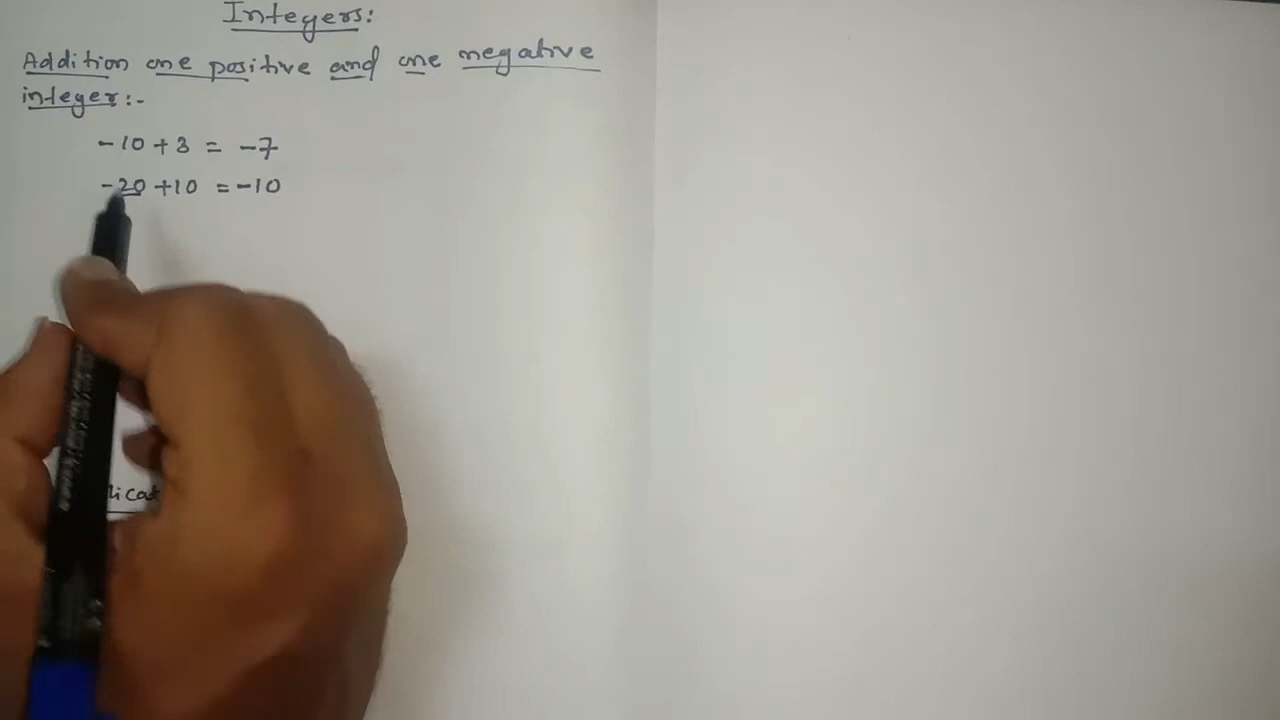 Integers:
Addition one positive and one negative
integer:-
-10+3 = -7
-20+10 =-10